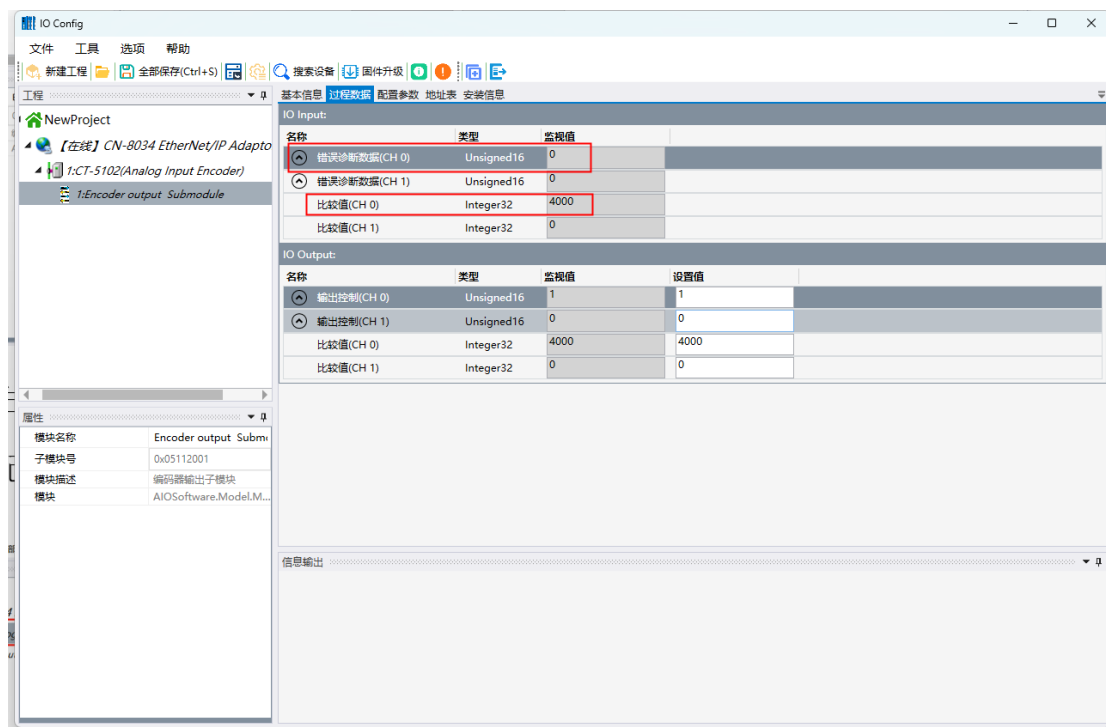 IO Config
文件 工具 选项 帮助
新建工程 全部保存(Ctrl+S) 搜索设备 固件升级
工程
NewProject
【在线】CN-8034 EtherNet/IP Adapto
1:CT-5102(Analog Input Encoder)
1:Encoder output Submodule
属性
模块名称 Encoder output Subm
子模块号 0x05112001
模块描述 编码器输出子模块
模块 AIOSoftware.Model.M...
基本信息 过程数据 配置参数 地址表 安装信息
IO Input:
名称 类型 监视值
错误诊断数据(CH 0) Unsigned16 0
错误诊断数据(CH 1) Unsigned16 0
比较值(CH 0) Integer32 4000
比较值(CH 1) Integer32 0
IO Output:
名称 类型 监视值 设置值
输出控制(CH 0) Unsigned16 1 1
输出控制(CH 1) Unsigned16 0 0
比较值(CH 0) Integer32 4000 4000
比较值(CH 1) Integer32 0 0
信息输出